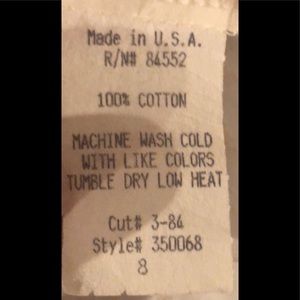 Made in U.S.A.
R/N# 84552
100% COTTON
MACHINE WASH COLD
WITH LIKE COLORS
TUMBLE DRY LOW HEAT
Cut# 3-84
Style# 350068
8